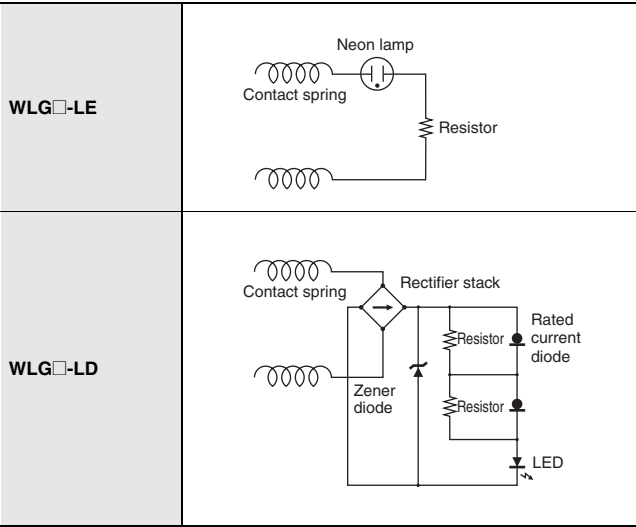 WLG□-LE
Neon lamp
Contact spring
Resistor
WLG□-LD
Contact spring
Rectifier stack
Resistor
Rated
current
diode
Zener
diode
Resistor
LED